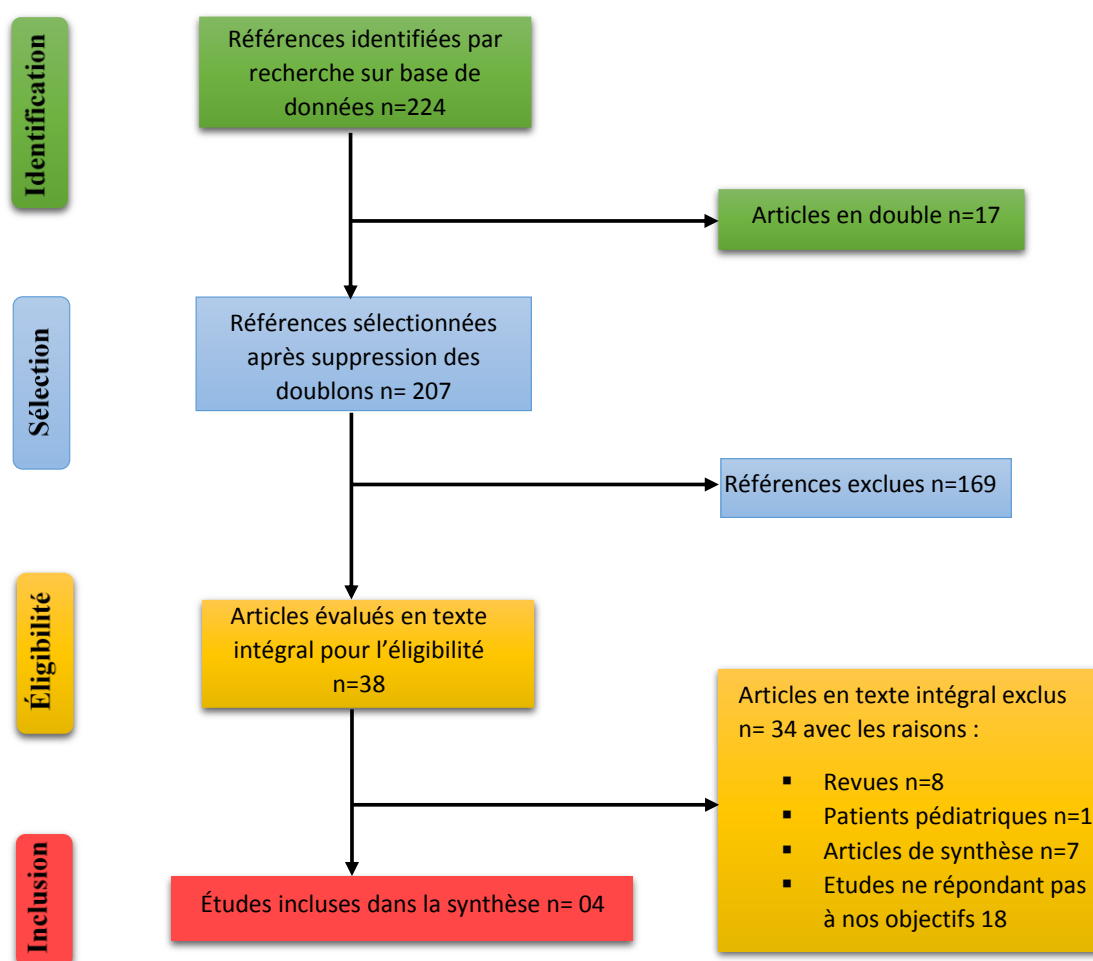 Identification
Références identifiées par
recherche sur base de
données n=224
Articles en double n=17
Sélection
Références sélectionnées
après suppression des
doublons n= 207
Références exclues n=169
Éligibilité
Articles évalués en texte
intégral pour l’éligibilité
n=38
Articles en texte intégral exclus
n= 34 avec les raisons :
▪ Revues n=8
▪ Patients pédiatriques n=1
▪ Articles de synthèse n=7
▪ Etudes ne répondant pas
à nos objectifs 18
Inclusion
Études incluses dans la synthèse n= 04